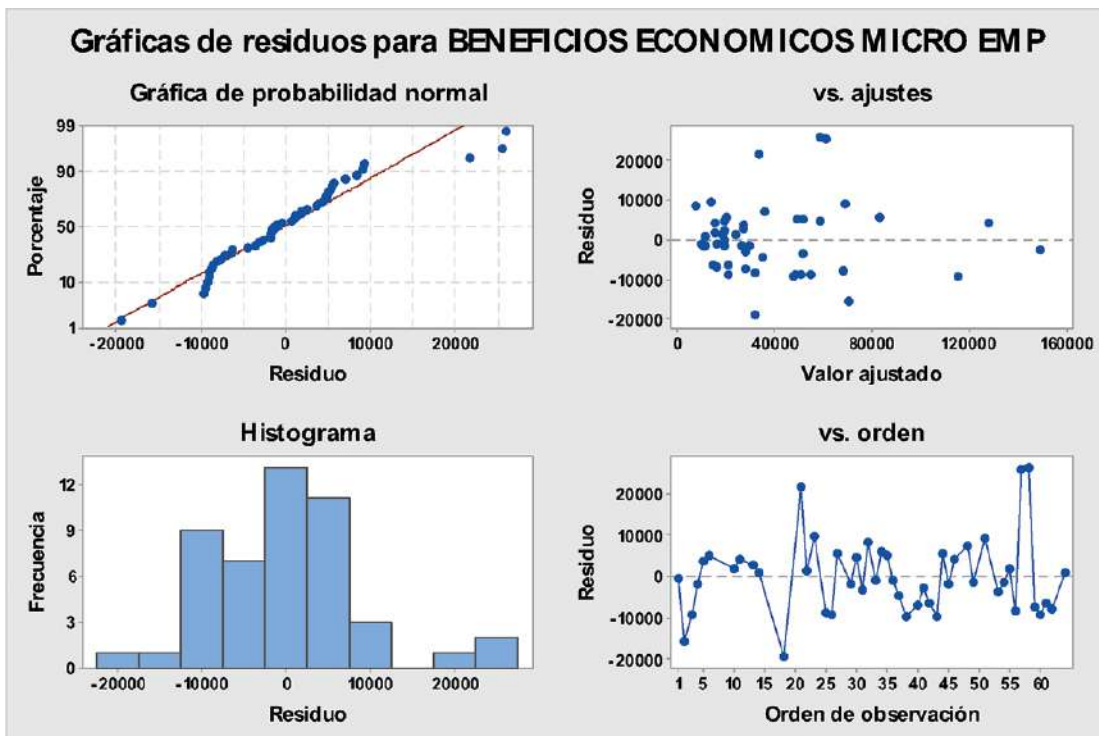 Gráficas de residuos para BENEFICIOS ECONOMICOS MICRO EMP
Gráfica de probabilidad normal
99
90
50
10
1
Porcentaje
-20000 -10000 0 10000 20000
Residuo
vs. ajustes
20000
10000
0
-10000
-20000
Residuo
0 40000 80000 120000 160000
Valor ajustado
Histograma
12
9
6
3
0
Frecuencia
-20000 -10000 0 10000 20000
Residuo
vs. orden
20000
10000
0
-10000
-20000
Residuo
1 5 10 15 20 25 30 35 40 45 50 55 60
Orden de observación